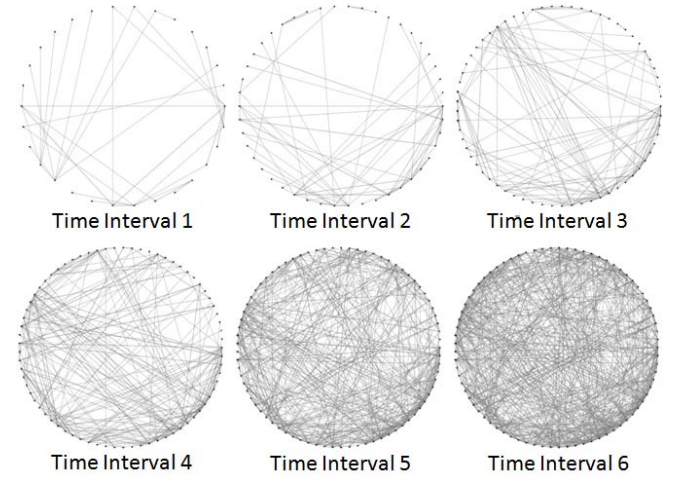 Time Interval 1
Time Interval 2
Time Interval 3
Time Interval 4
Time Interval 5
Time Interval 6